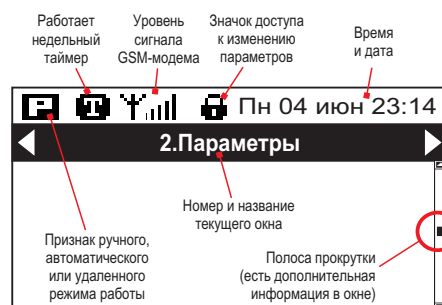 Работает
недельный
таймер
Уровень
сигнала
GSM-модема
Значок доступа
к изменению
параметров
Время
и дата
P T Пн 04 июн 23:14
2.Параметры
Номер и название
текущего окна
Признак ручного,
автоматического
или удаленного
режима работы
Полоса прокрутки
(есть дополнительная
информация в окне)